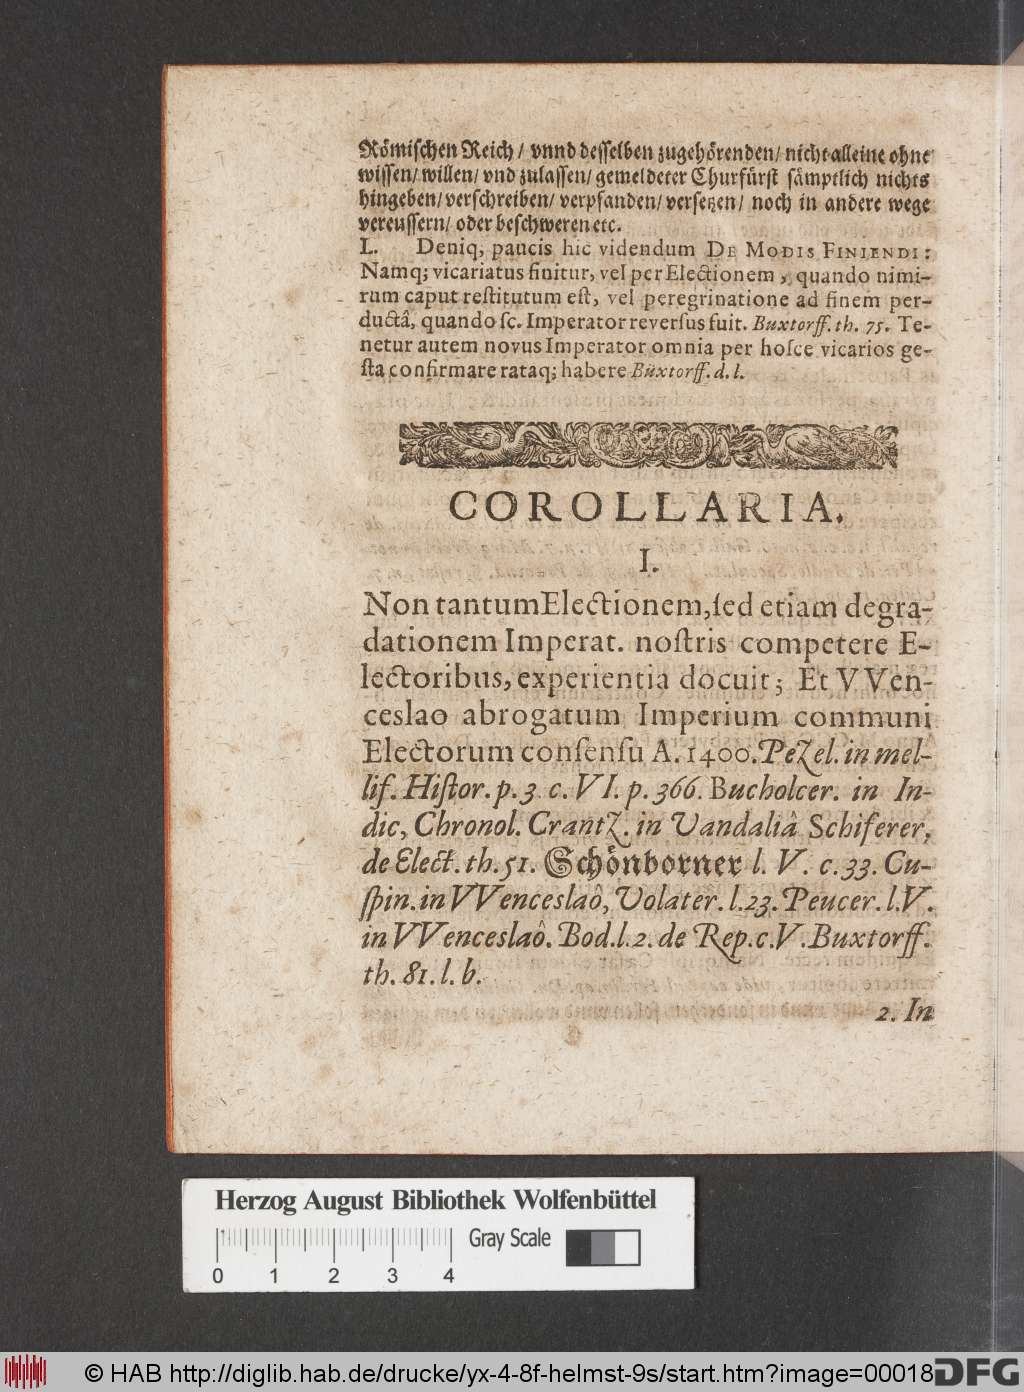 Römischen Reich/ vnnd desselben zugehörenden/ nicht alleine ohne
wissen/ willen/ vnd zulassen/ gemeldeter Churfürst sämptlich nichts
hingeben/ verschreiben/ verpfanden/ versetzen/ noch in andere wege
vereussern/ oder beschweren etc.
L. Deniq; paucis hic videndum DE MODIS FINIENDI:
Namq; vicariatus finitur, vel per Electionem, quando nimi-
rum caput reſtitutum eſt, vel peregrinatione ad finem per-
ductâ, quando ſc. Imperator reverſus fuit. Buxtorff. th. 75. Te-
netur autem novus Imperator omnia per hoſce vicarios ge-
ſta confirmare rataq; habere Buxtorff. d. l.
COROLLARIA.
I.
Non tantum Electionem, ſed etiam degra-
dationem Imperat. noſtris competere E-
lectoribus, experientia docuit; Et VVen-
ceslao abrogatum Imperium communi
Electorum conſenſu A. 1400. Pezel. in mel-
lif. Hiſtor. p. 3 c. VI. p. 366. Bucholcer. in In-
dic, Chronol. Crantz. in Vandaliâ Schiferer,
de Elect. th. 51. Schönborner l. V. c. 33. Cu-
ſpin. in VVenceslaô, Volater. l. 23. Peucer. l. V.
in VVenceslaô. Bod. l. 2. de Rep. c. V. Buxtorff.
th. 81. l. b.
2. In
Herzog August Bibliothek Wolfenbüttel
Gray Scale
0 1 2 3 4
© HAB http://diglib.hab.de/drucke/yx-4-8f-helmst-9s/start.htm?image=00018
DFG